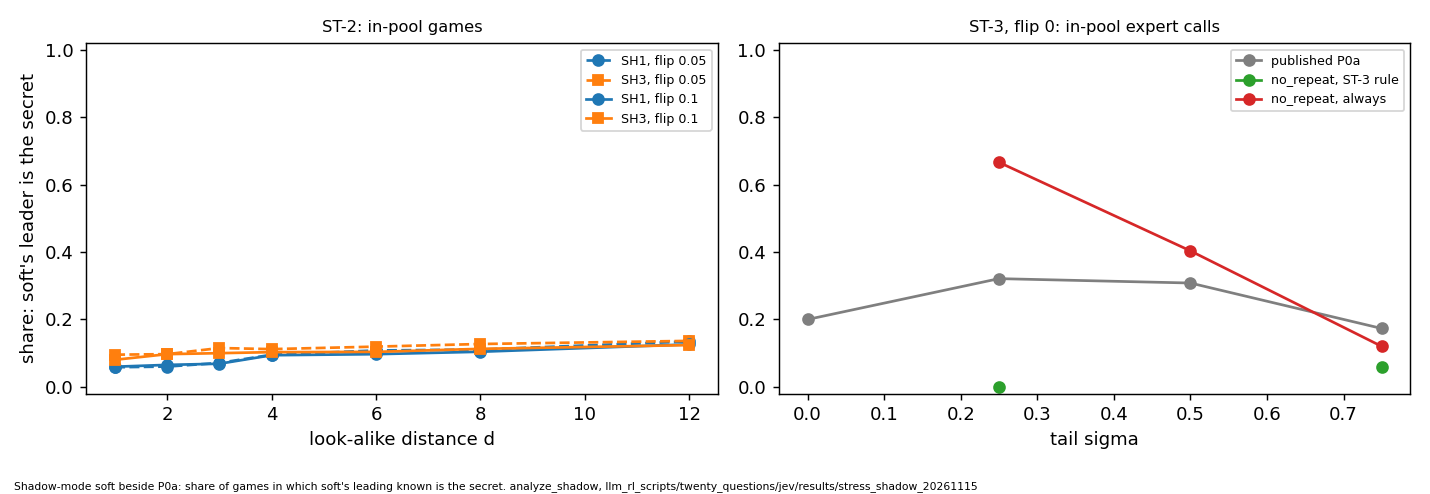 ST-2: in-pool games
share: soft's leader is the secret
1.0
0.8
0.6
0.4
0.2
0.0
2
4
6
8
10
12
look-alike distance d
SH1, flip 0.05
SH3, flip 0.05
SH1, flip 0.1
SH3, flip 0.1
ST-3, flip 0: in-pool expert calls
1.0
0.8
0.6
0.4
0.2
0.0
0.0
0.1
0.2
0.3
0.4
0.5
0.6
0.7
tail sigma
published P0a
no_repeat, ST-3 rule
no_repeat, always
Shadow-mode soft beside P0a: share of games in which soft's leading known is the secret. analyze_shadow, llm_rl_scripts/twenty_questions/jev/results/stress_shadow_20261115